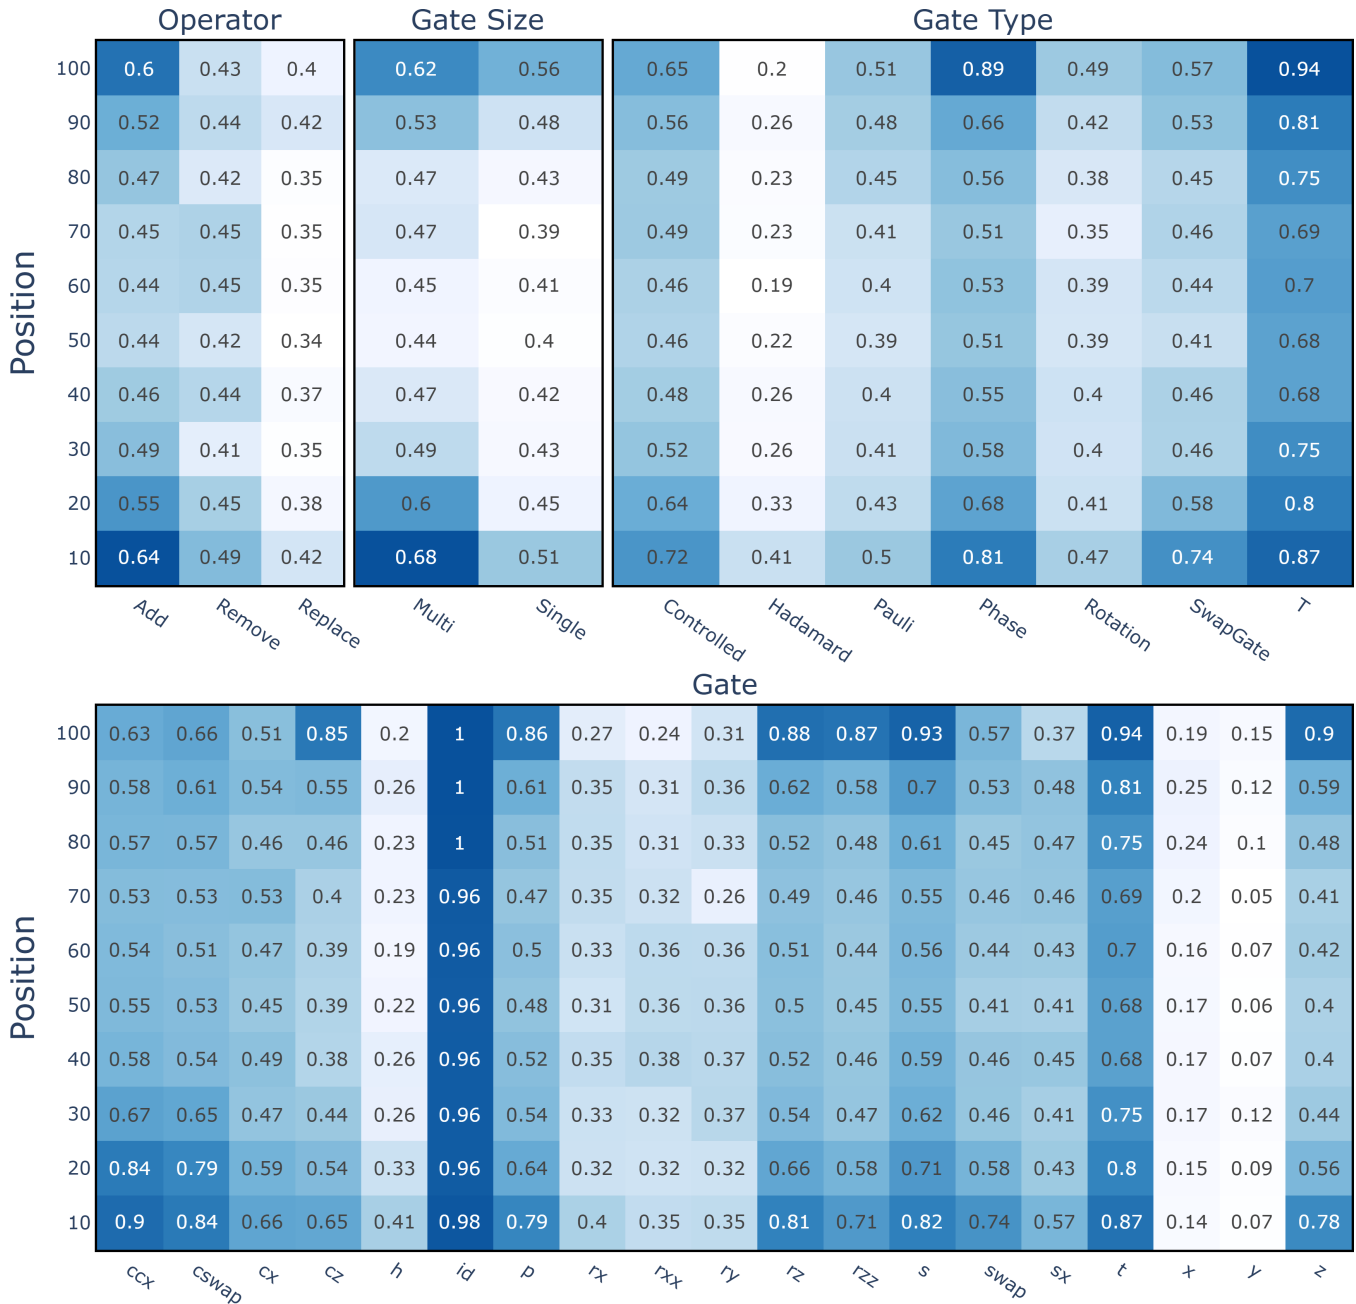 Operator Gate Size Gate Type
100 0.6 0.43 0.4 0.62 0.56 0.65 0.2 0.51 0.89 0.49 0.57 0.94
90 0.52 0.44 0.42 0.53 0.48 0.56 0.26 0.48 0.66 0.42 0.53 0.81
80 0.47 0.42 0.35 0.47 0.43 0.49 0.23 0.45 0.56 0.38 0.45 0.75
70 0.45 0.45 0.35 0.47 0.39 0.49 0.23 0.41 0.51 0.35 0.46 0.69
60 0.44 0.45 0.35 0.45 0.41 0.46 0.19 0.4 0.53 0.39 0.44 0.7
50 0.44 0.42 0.34 0.44 0.4 0.46 0.22 0.39 0.51 0.39 0.41 0.68
40 0.46 0.44 0.37 0.47 0.42 0.48 0.26 0.4 0.55 0.4 0.46 0.68
30 0.49 0.41 0.35 0.49 0.43 0.52 0.26 0.41 0.58 0.4 0.46 0.75
20 0.55 0.45 0.38 0.6 0.45 0.64 0.33 0.43 0.68 0.41 0.58 0.8
10 0.64 0.49 0.42 0.68 0.51 0.72 0.41 0.5 0.81 0.47 0.74 0.87
Position
Add Remove Replace Multi Single Controlled Hadamard Pauli Phase Rotation SwapGate T
Gate
100 0.63 0.66 0.51 0.85 0.2 1 0.86 0.27 0.24 0.31 0.88 0.87 0.93 0.57 0.37 0.94 0.19 0.15 0.9
90 0.58 0.61 0.54 0.55 0.26 1 0.61 0.35 0.31 0.36 0.62 0.58 0.7 0.53 0.48 0.81 0.25 0.12 0.59
80 0.57 0.57 0.46 0.46 0.23 1 0.51 0.35 0.31 0.33 0.52 0.48 0.61 0.45 0.47 0.75 0.24 0.1 0.48
70 0.53 0.53 0.53 0.4 0.23 0.96 0.47 0.35 0.32 0.26 0.49 0.46 0.55 0.46 0.46 0.69 0.2 0.05 0.41
60 0.54 0.51 0.47 0.39 0.19 0.96 0.5 0.33 0.36 0.36 0.51 0.44 0.56 0.44 0.43 0.7 0.16 0.07 0.42
50 0.55 0.53 0.45 0.39 0.22 0.96 0.48 0.31 0.36 0.36 0.5 0.45 0.55 0.41 0.41 0.68 0.17 0.06 0.4
40 0.58 0.54 0.49 0.38 0.26 0.96 0.52 0.35 0.38 0.37 0.52 0.46 0.59 0.46 0.45 0.68 0.17 0.07 0.4
30 0.67 0.65 0.47 0.44 0.26 0.96 0.54 0.33 0.32 0.37 0.54 0.47 0.62 0.46 0.41 0.75 0.17 0.12 0.44
20 0.84 0.79 0.59 0.54 0.33 0.96 0.64 0.32 0.32 0.32 0.66 0.58 0.71 0.58 0.43 0.8 0.15 0.09 0.56
10 0.9 0.84 0.66 0.65 0.41 0.98 0.79 0.4 0.35 0.35 0.81 0.71 0.82 0.74 0.57 0.87 0.14 0.07 0.78
Position
ccx cswap cx cz h id p rx rxx ry rz rzz s swap sx t x y z